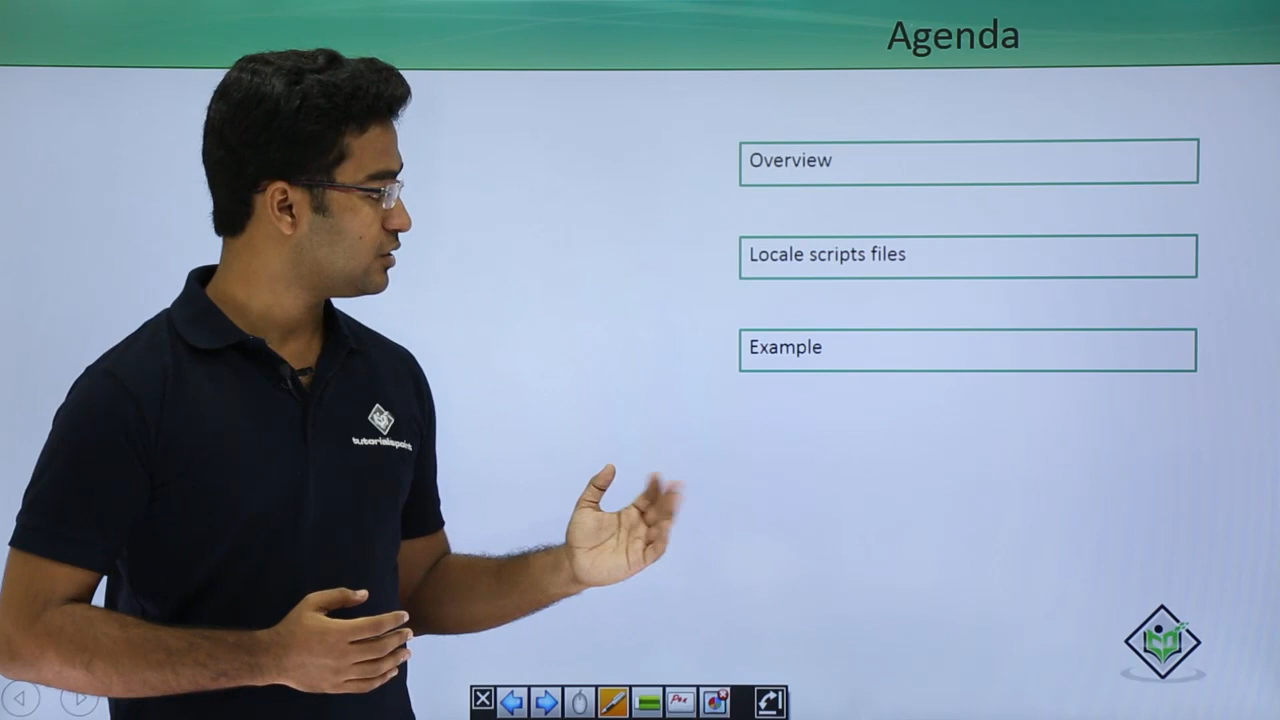 Agenda
Overview
Locale scripts files
Example
tutorialspoint